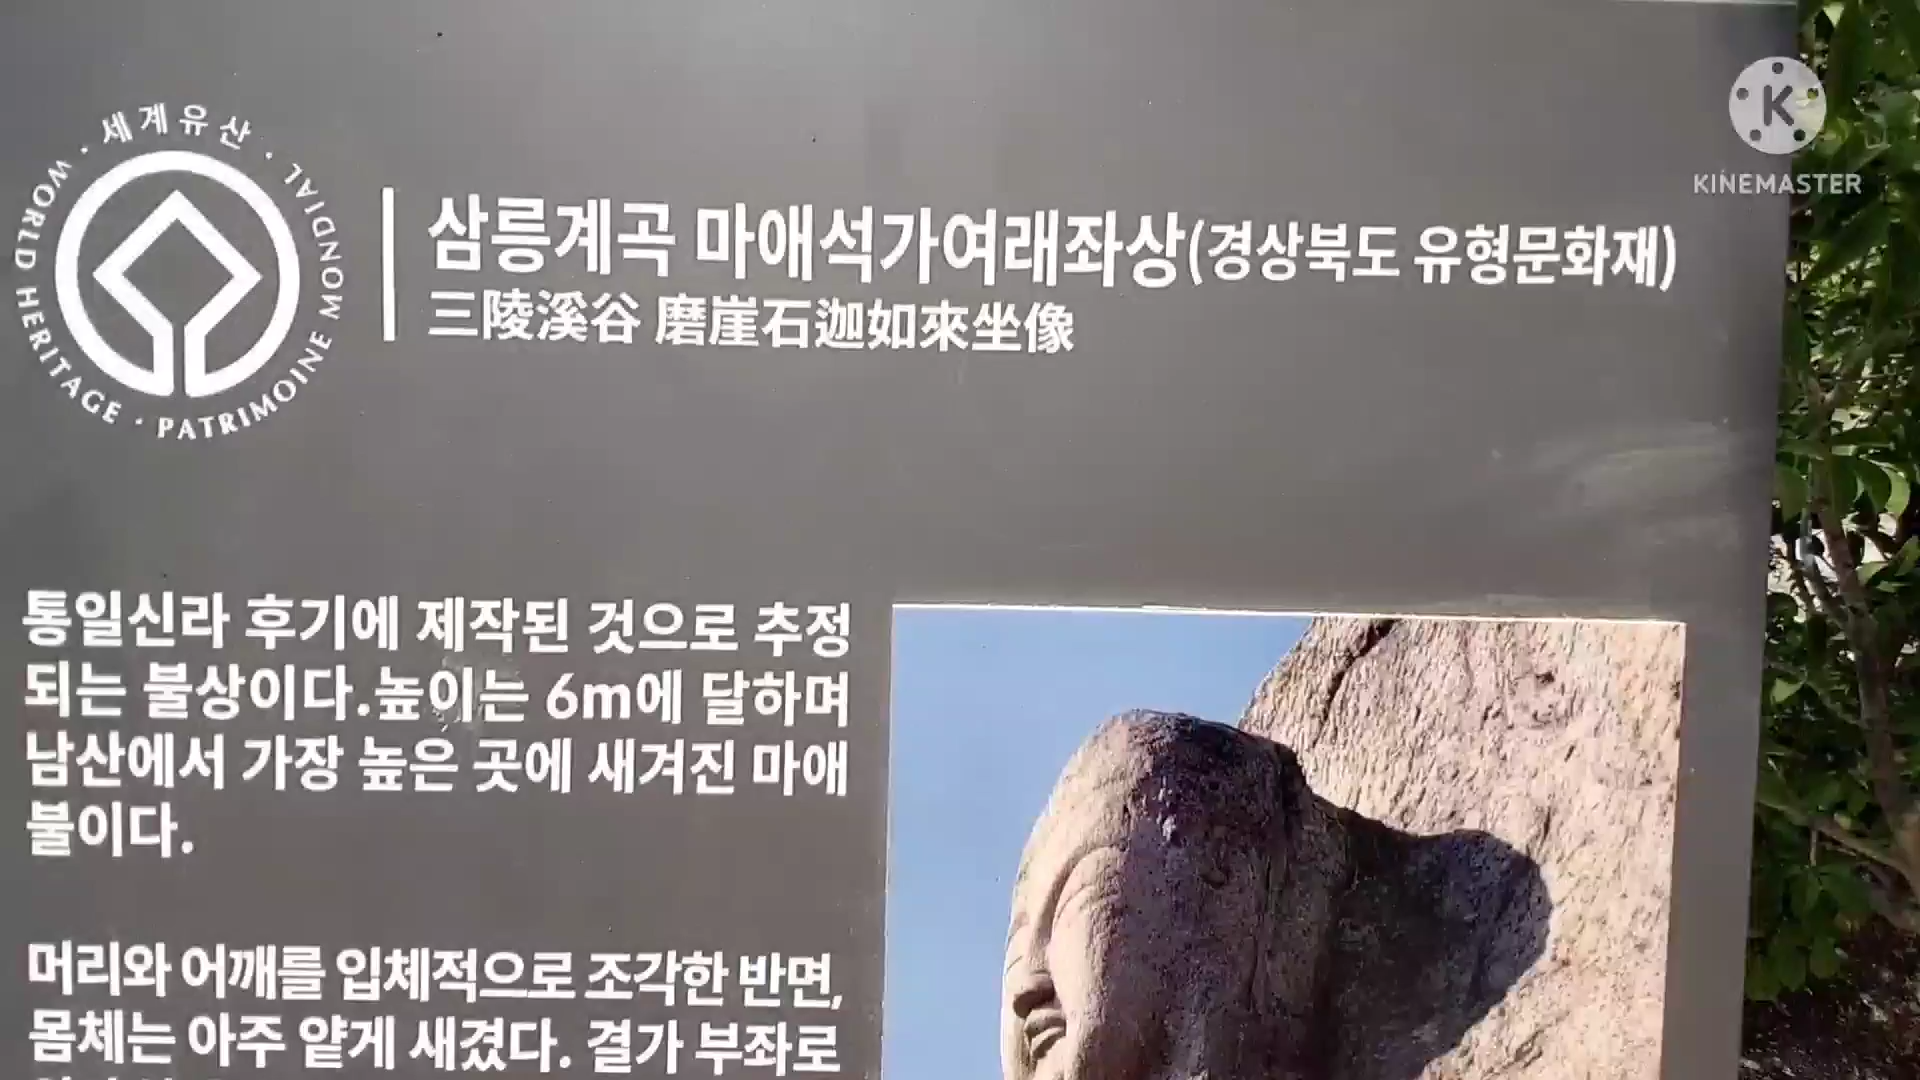 세계유산 · WORLD HERITAGE · PATRIMOINE MONDIAL ·
KINEMASTER
삼릉계곡 마애석가여래좌상(경상북도 유형문화재)
三陵溪谷 磨崖石迦如來坐像
통일신라 후기에 제작된 것으로 추정
되는 불상이다.높이는 6m에 달하며
남산에서 가장 높은 곳에 새겨진 마애
불이다.
머리와 어깨를 입체적으로 조각한 반면,
몸체는 아주 얕게 새겼다. 결가 부좌로